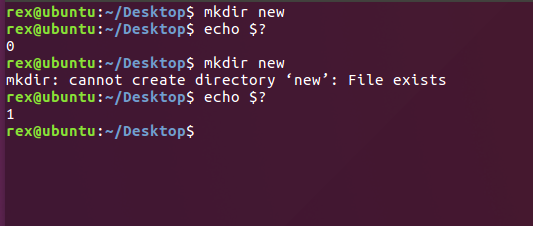 rex@ubuntu:~/Desktop$ mkdir new
rex@ubuntu:~/Desktop$ echo $?
0
rex@ubuntu:~/Desktop$ mkdir new
mkdir: cannot create directory ‘new’: File exists
rex@ubuntu:~/Desktop$ echo $?
1
rex@ubuntu:~/Desktop$